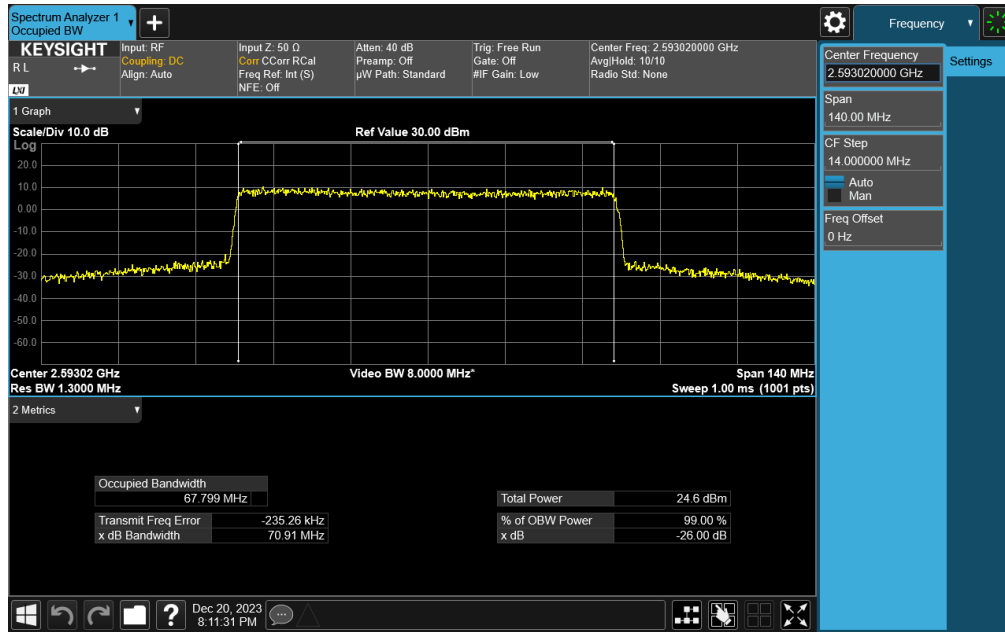 Spectrum Analyzer 1
Occupied BW
Frequency
KEYSIGHT
R L
LXI
Input: RF
Coupling: DC
Align: Auto
Input Z: 50 Ω
Corr CCorr RCal
Freq Ref: Int (S)
NFE: Off
Atten: 40 dB
Preamp: Off
µW Path: Standard
Trig: Free Run
Gate: Off
#IF Gain: Low
Center Freq: 2.593020000 GHz
Avg|Hold: 10/10
Radio Std: None
Center Frequency
2.593020000 GHz
Settings
Span
140.00 MHz
CF Step
14.000000 MHz
Auto
Man
Freq Offset
0 Hz
1 Graph
Scale/Div 10.0 dB
Ref Value 30.00 dBm
Log
20.0
10.0
0.00
-10.0
-20.0
-30.0
-40.0
-50.0
-60.0
Center 2.59302 GHz
Video BW 8.0000 MHz*
Span 140 MHz
Res BW 1.3000 MHz
Sweep 1.00 ms (1001 pts)
2 Metrics
Occupied Bandwidth
67.799 MHz
Total Power 24.6 dBm
Transmit Freq Error -235.26 kHz
% of OBW Power 99.00 %
x dB Bandwidth 70.91 MHz
x dB -26.00 dB
?
Dec 20, 2023
8:11:31 PM